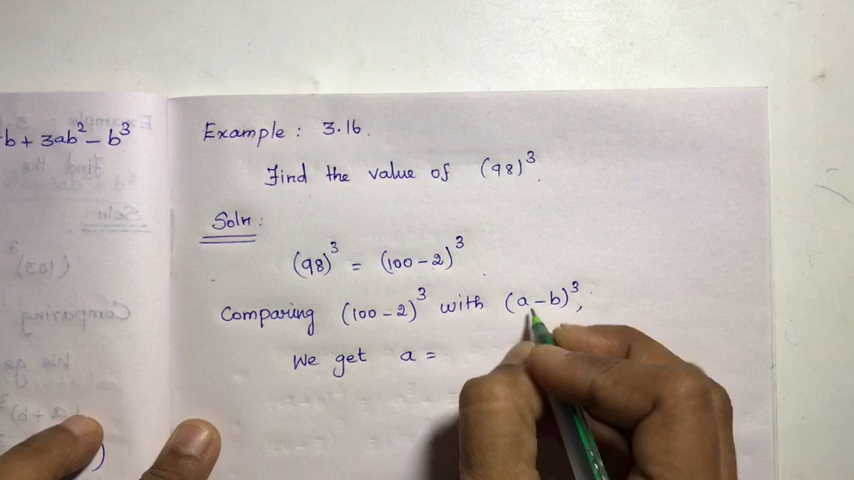 b + 3ab² - b³
Example : 3.16.
Find the value of (98)³.
Soln :
(98)³ = (100 - 2)³
Comparing (100 - 2)³ with (a - b)³,
We get a =